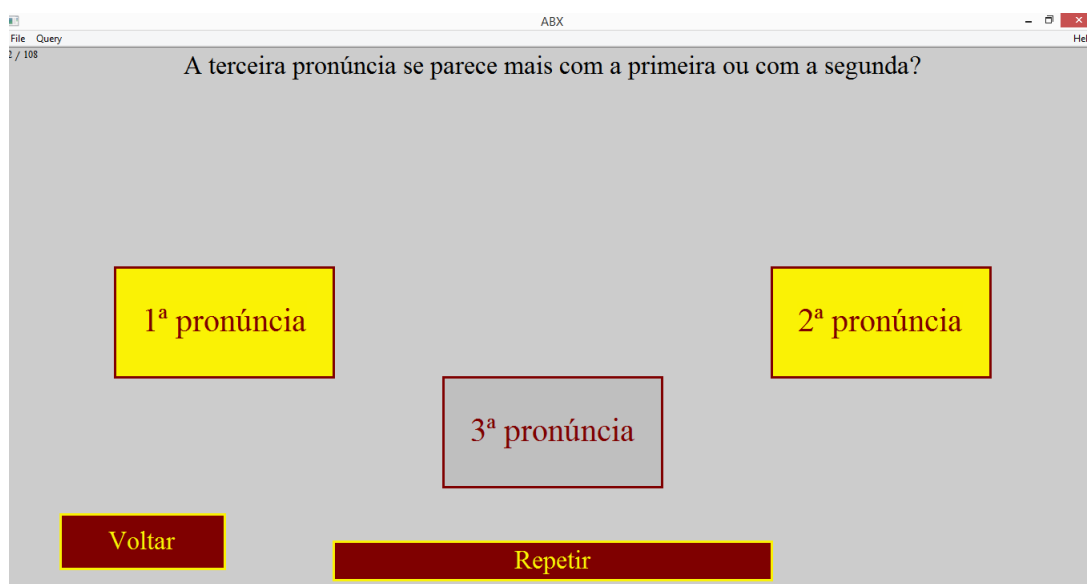 ABX
File Query Hel
2 / 108
A terceira pronúncia se parece mais com a primeira ou com a segunda?
1ª pronúncia
2ª pronúncia
3ª pronúncia
Voltar
Repetir